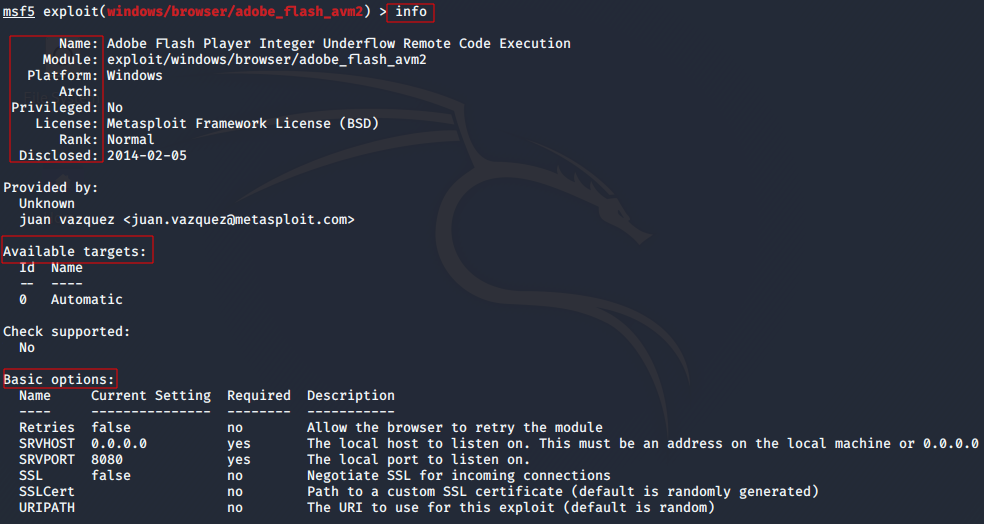 msf5 exploit(windows/browser/adobe_flash_avm2) > info
Name: Adobe Flash Player Integer Underflow Remote Code Execution
Module: exploit/windows/browser/adobe_flash_avm2
Platform: Windows
Arch:
Privileged: No
License: Metasploit Framework License (BSD)
Rank: Normal
Disclosed: 2014-02-05
Provided by:
Unknown
juan vazquez <juan.vazquez@metasploit.com>
Available targets:
Id  Name
--  ----
0   Automatic
Check supported:
No
Basic options:
Name     Current Setting  Required  Description
----     ---------------  --------  -----------
Retries  false            no        Allow the browser to retry the module
SRVHOST  0.0.0.0          yes       The local host to listen on. This must be an address on the local machine or 0.0.0.0
SRVPORT  8080             yes       The local port to listen on.
SSL      false            no        Negotiate SSL for incoming connections
SSLCert                   no        Path to a custom SSL certificate (default is randomly generated)
URIPATH                   no        The URI to use for this exploit (default is random)